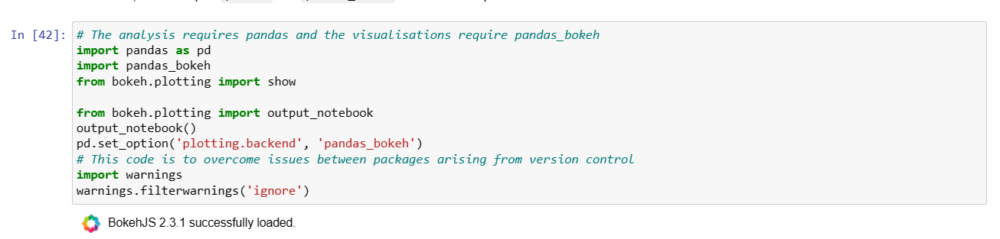 In [42]: # The analysis requires pandas and the visualisations require pandas_bokeh
import pandas as pd
import pandas_bokeh
from bokeh.plotting import show
from bokeh.plotting import output_notebook
output_notebook()
pd.set_option('plotting.backend', 'pandas_bokeh')
# This code is to overcome issues between packages arising from version control
import warnings
warnings.filterwarnings('ignore')
BokehJS 2.3.1 successfully loaded.